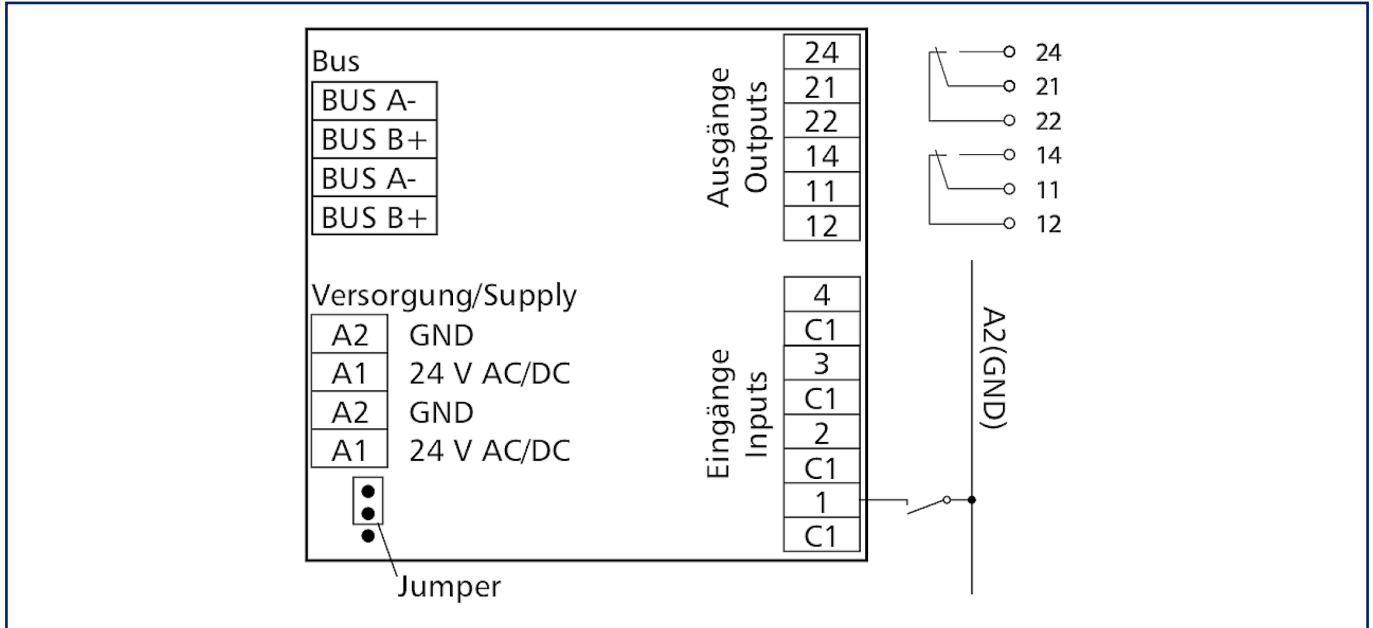 Bus
BUS A-
BUS B+
BUS A-
BUS B+
Versorgung/Supply
A2 GND
A1 24 V AC/DC
A2 GND
A1 24 V AC/DC
Jumper
Ausgänge
Outputs
24
21
22
14
11
12
Eingänge
Inputs
4
C1
3
C1
2
C1
1
C1
24
21
22
14
11
12
A2(GND)